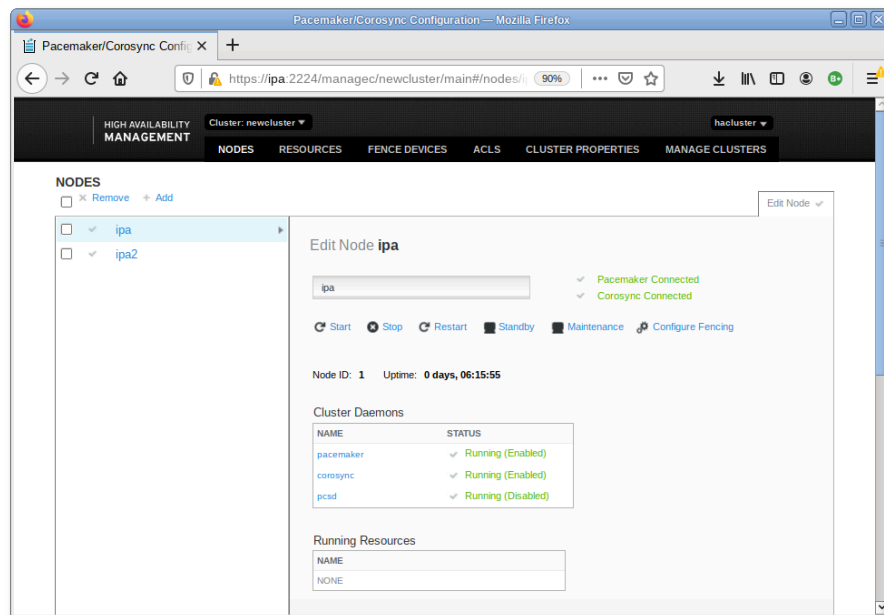 Pacemaker/Corosync Configuration — Mozilla Firefox
Pacemaker/Corosync Config
https://ipa:2224/managec/newcluster/main#/nodes/i 90%
HIGH AVAILABILITY
MANAGEMENT
Cluster: newcluster
hacluster
NODES RESOURCES FENCE DEVICES ACLS CLUSTER PROPERTIES MANAGE CLUSTERS
NODES
Remove Add
Edit Node
ipa
ipa2
Edit Node ipa
ipa
Pacemaker Connected
Corosync Connected
Start Stop Restart Standby Maintenance Configure Fencing
Node ID: 1 Uptime: 0 days, 06:15:55
Cluster Daemons
NAME STATUS
pacemaker Running (Enabled)
corosync Running (Enabled)
pcsd Running (Disabled)
Running Resources
NAME
NONE